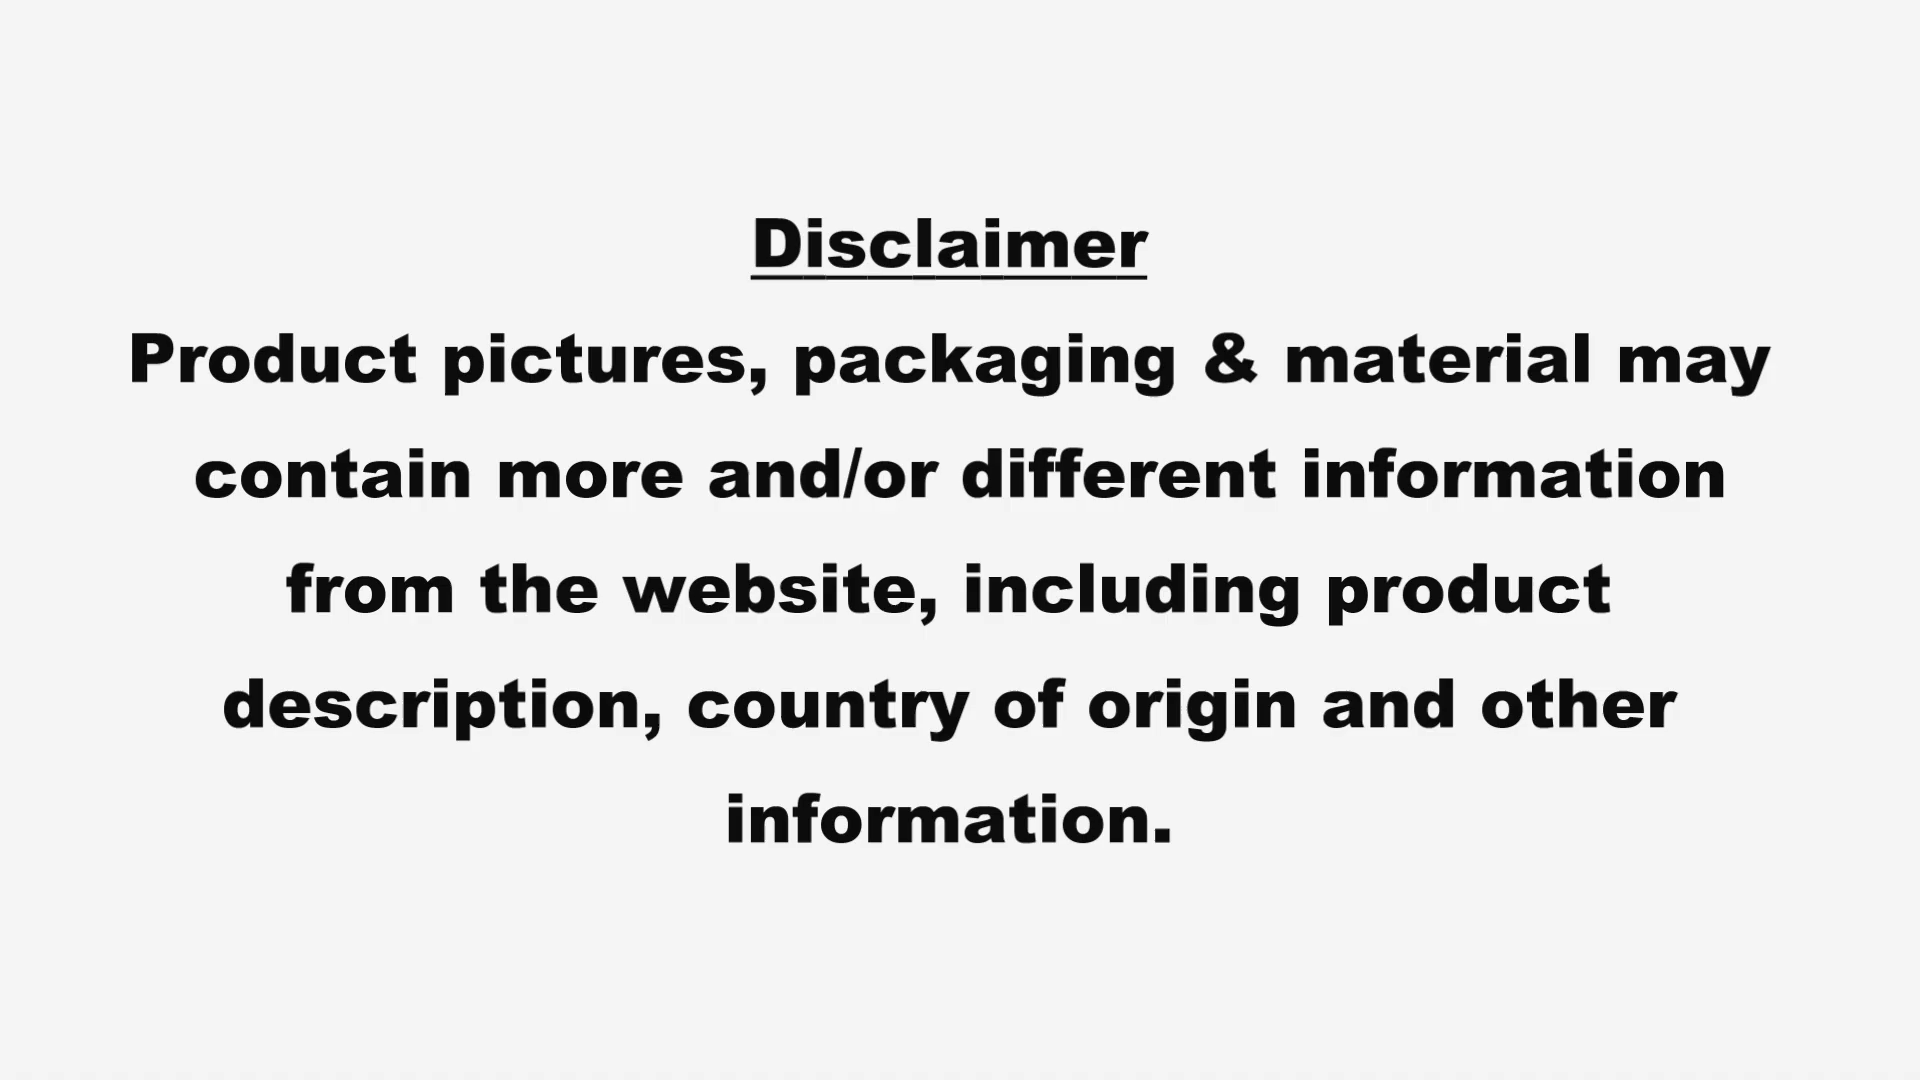 Disclaimer
Product pictures, packaging & material may
contain more and/or different information
from the website, including product
description, country of origin and other
information.